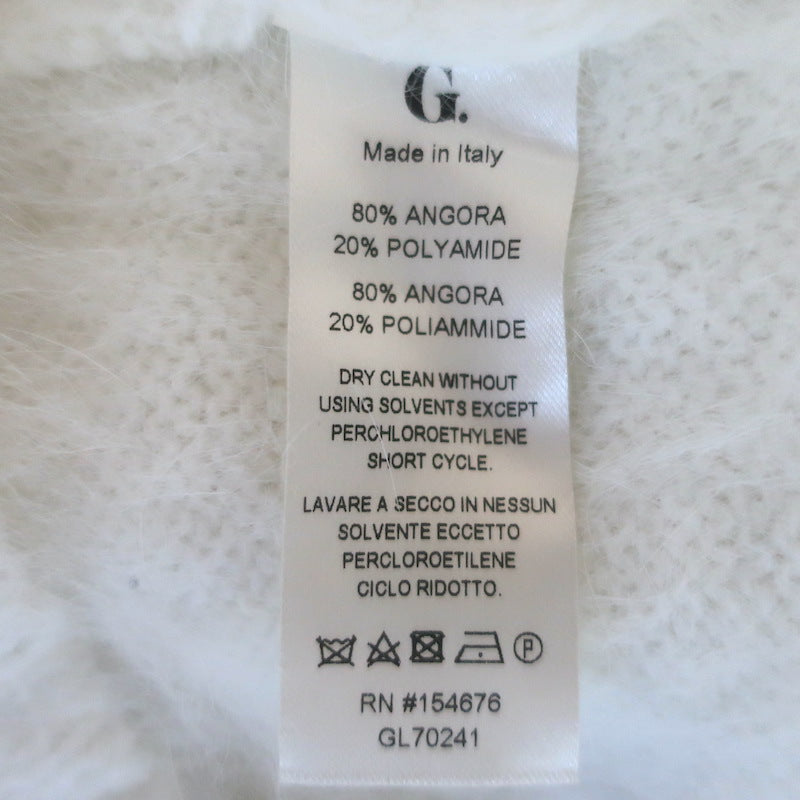 G.
Made in Italy
80% ANGORA
20% POLYAMIDE
80% ANGORA
20% POLIAMMIDE
DRY CLEAN WITHOUT
USING SOLVENTS EXCEPT
PERCHLOROETHYLENE
SHORT CYCLE.
LAVARE A SECCO IN NESSUN
SOLVENTE ECCETTO
PERCLOROETILENE
CICLO RIDOTTO.
P
RN #154676
GL70241